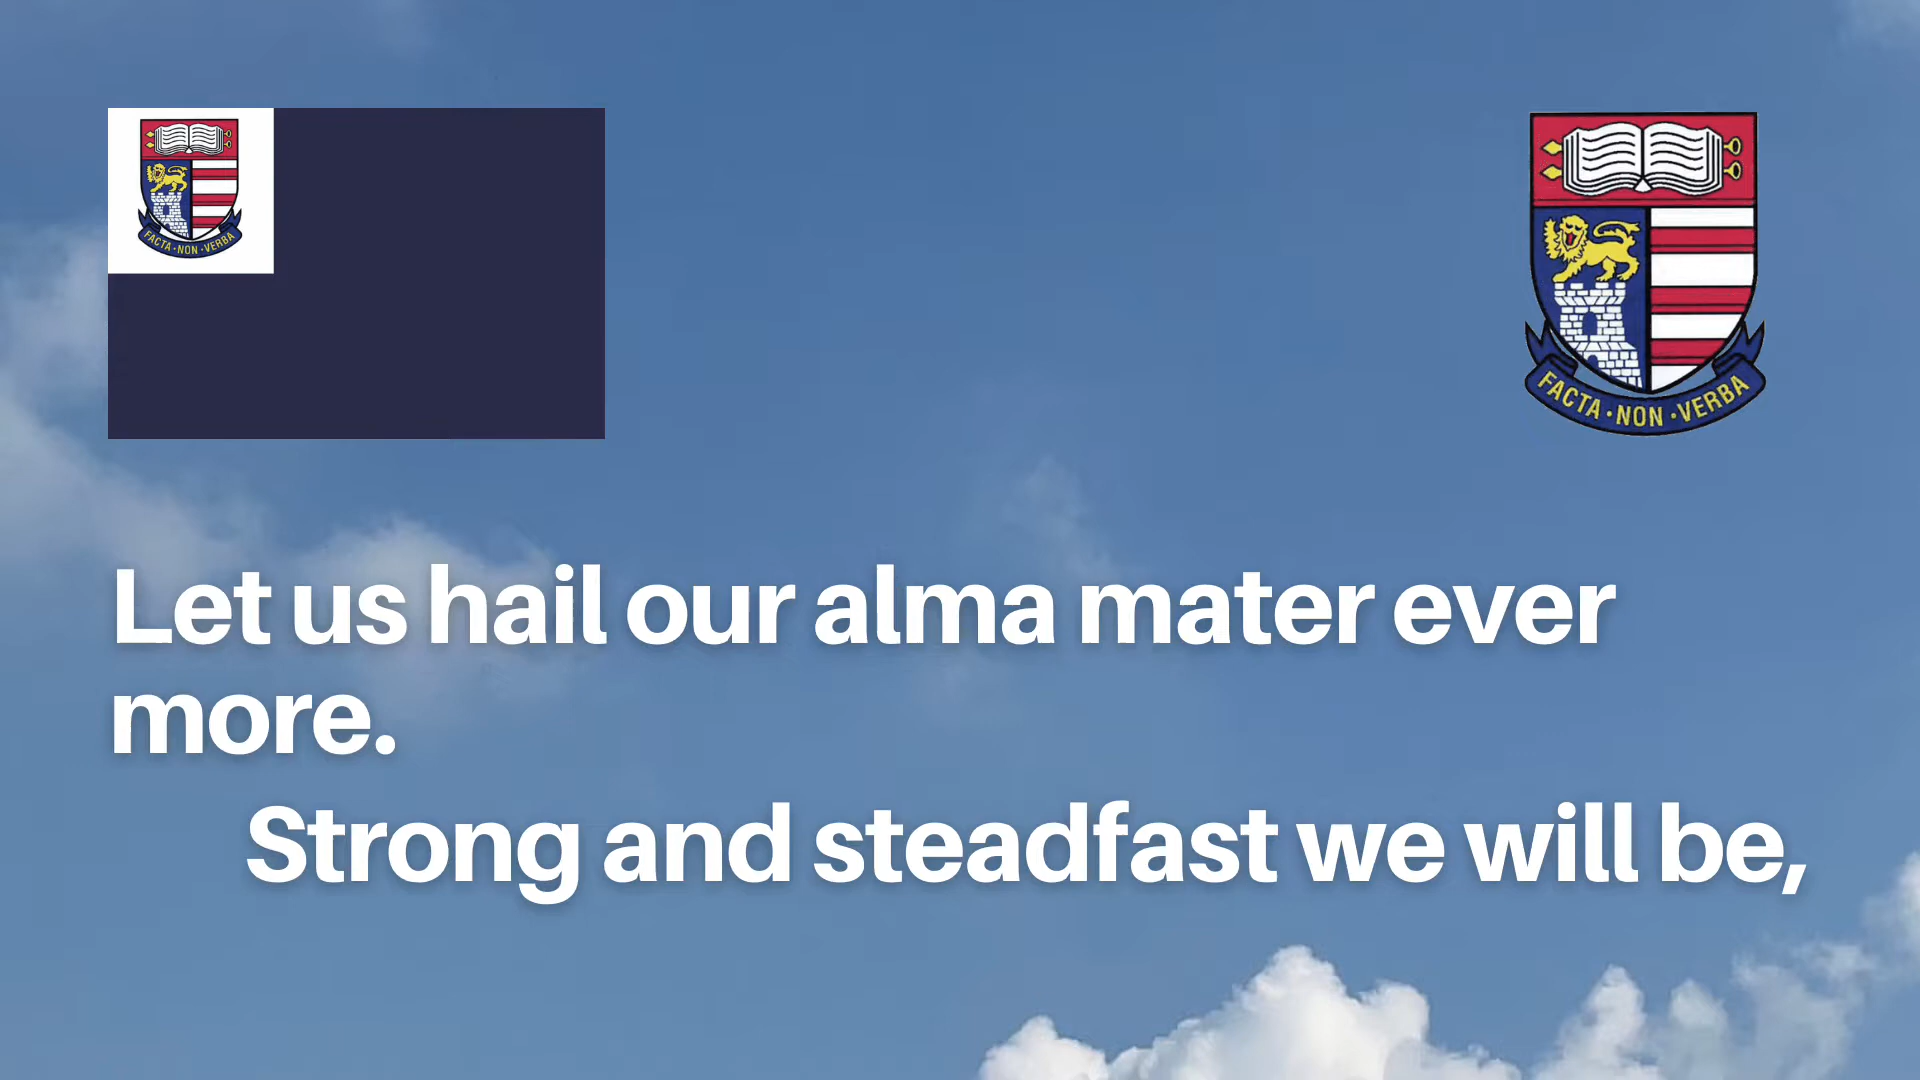 FACTA · NON · VERBA
FACTA · NON · VERBA
Let us hail our alma mater ever
more.
Strong and steadfast we will be,